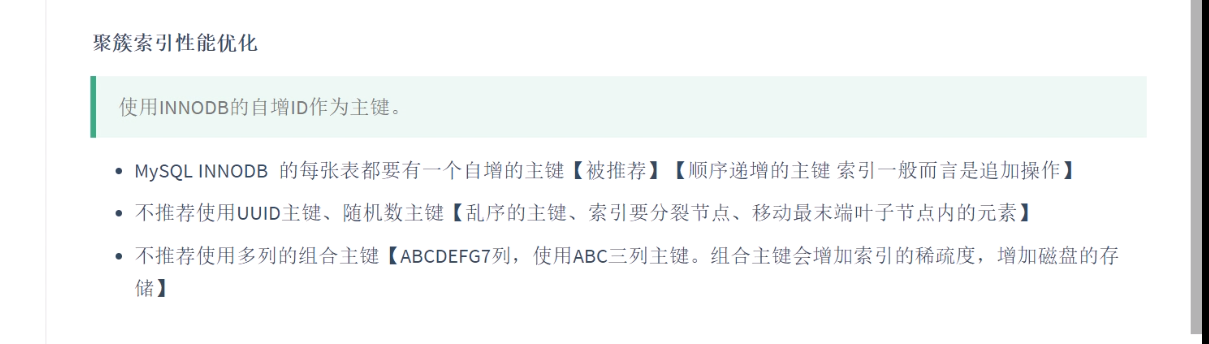 聚簇索引性能优化
使用INNODB的自增ID作为主键。
MySQL INNODB 的每张表都要有一个自增的主键【被推荐】【顺序递增的主键 索引一般而言是追加操作】
不推荐使用UUID主键、随机数主键【乱序的主键、索引要分裂节点、移动最末端叶子节点内的元素】
不推荐使用多列的组合主键【ABCDEFG7列，使用ABC三列主键。组合主键会增加索引的稀疏度，增加磁盘的存
储】